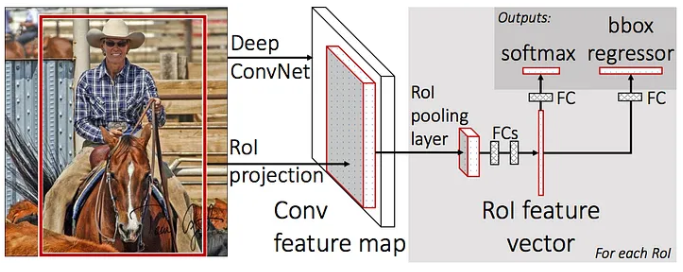 Outputs:
softmax
bbox
regressor
Deep
ConvNet
FC
FC
RoI
pooling
layer
FCs
RoI
projection
Conv
feature map
RoI feature
vector
For each RoI